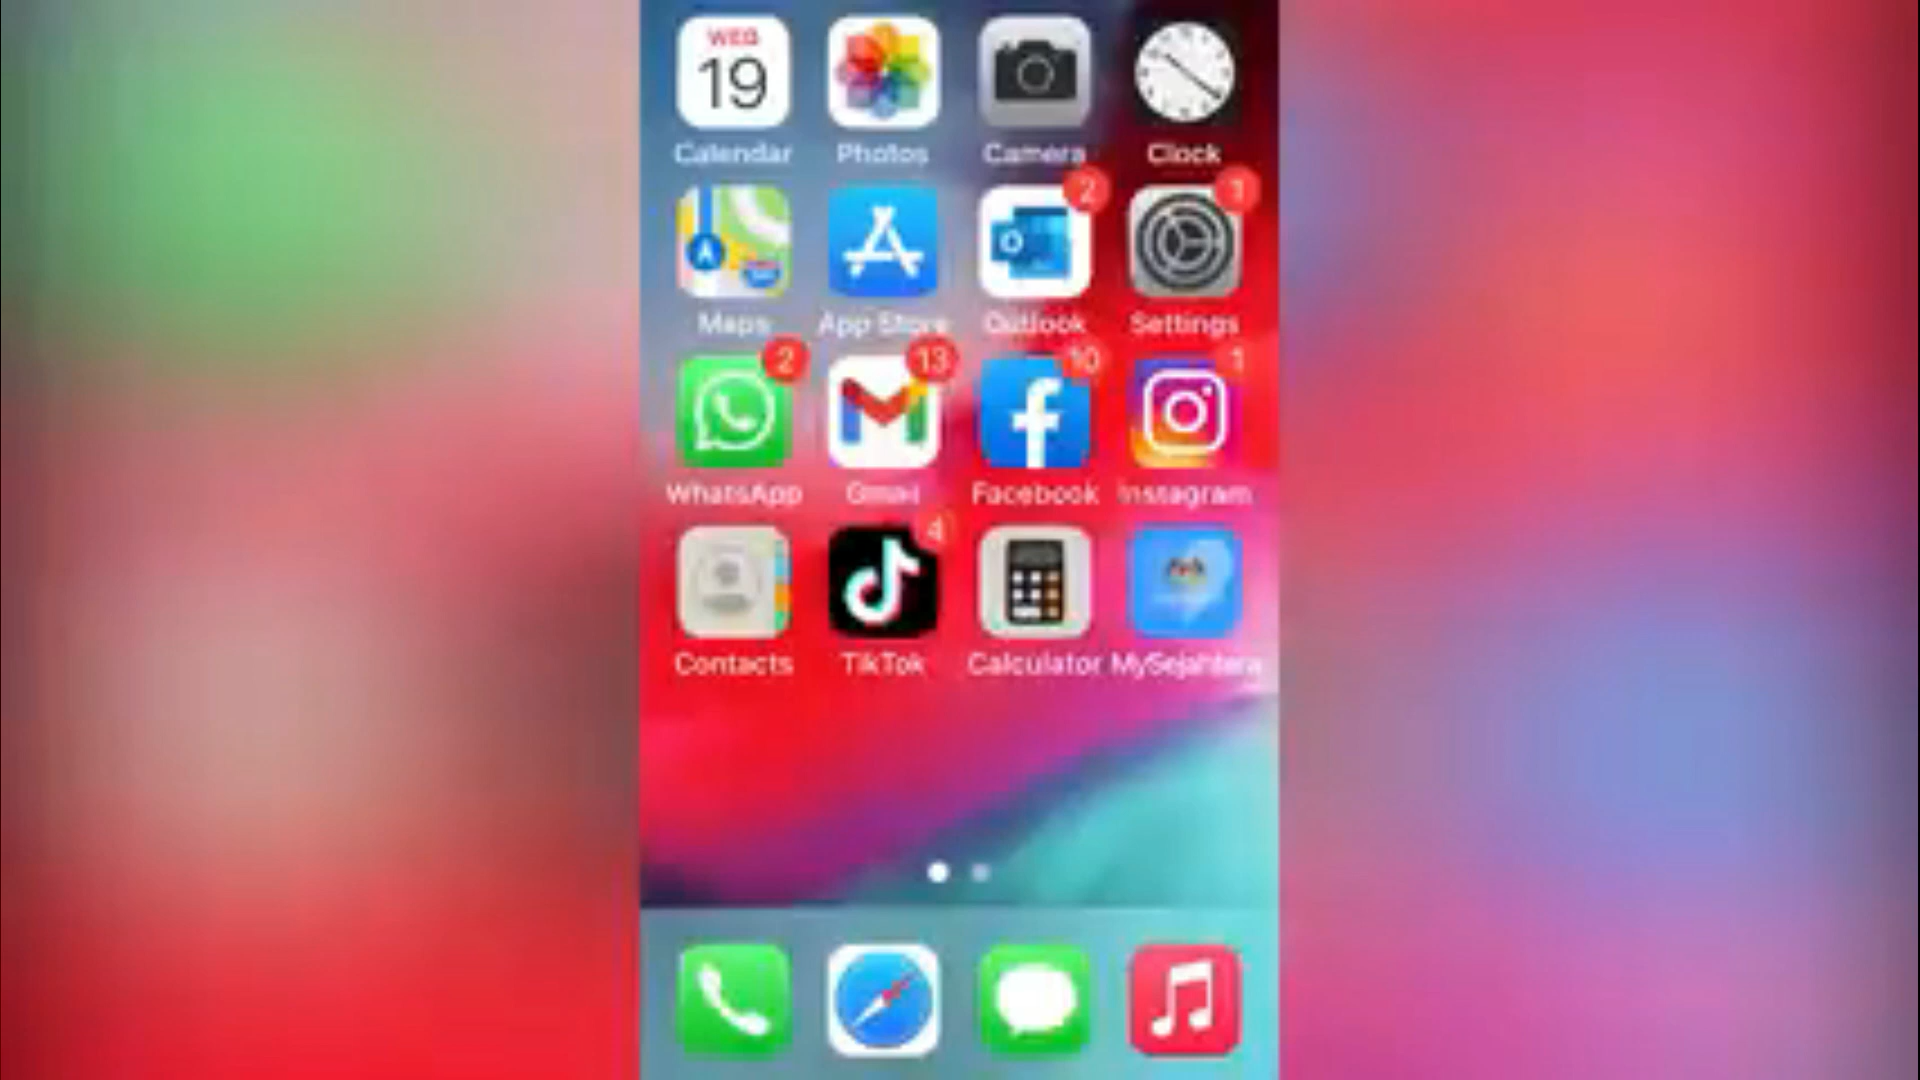 WED
19
Calendar Photos Camera Clock
2 1
Maps App Store Outlook Settings
2 13 10 1
WhatsApp Gmail Facebook Instagram
4
Contacts TikTok Calculator MySejahtera